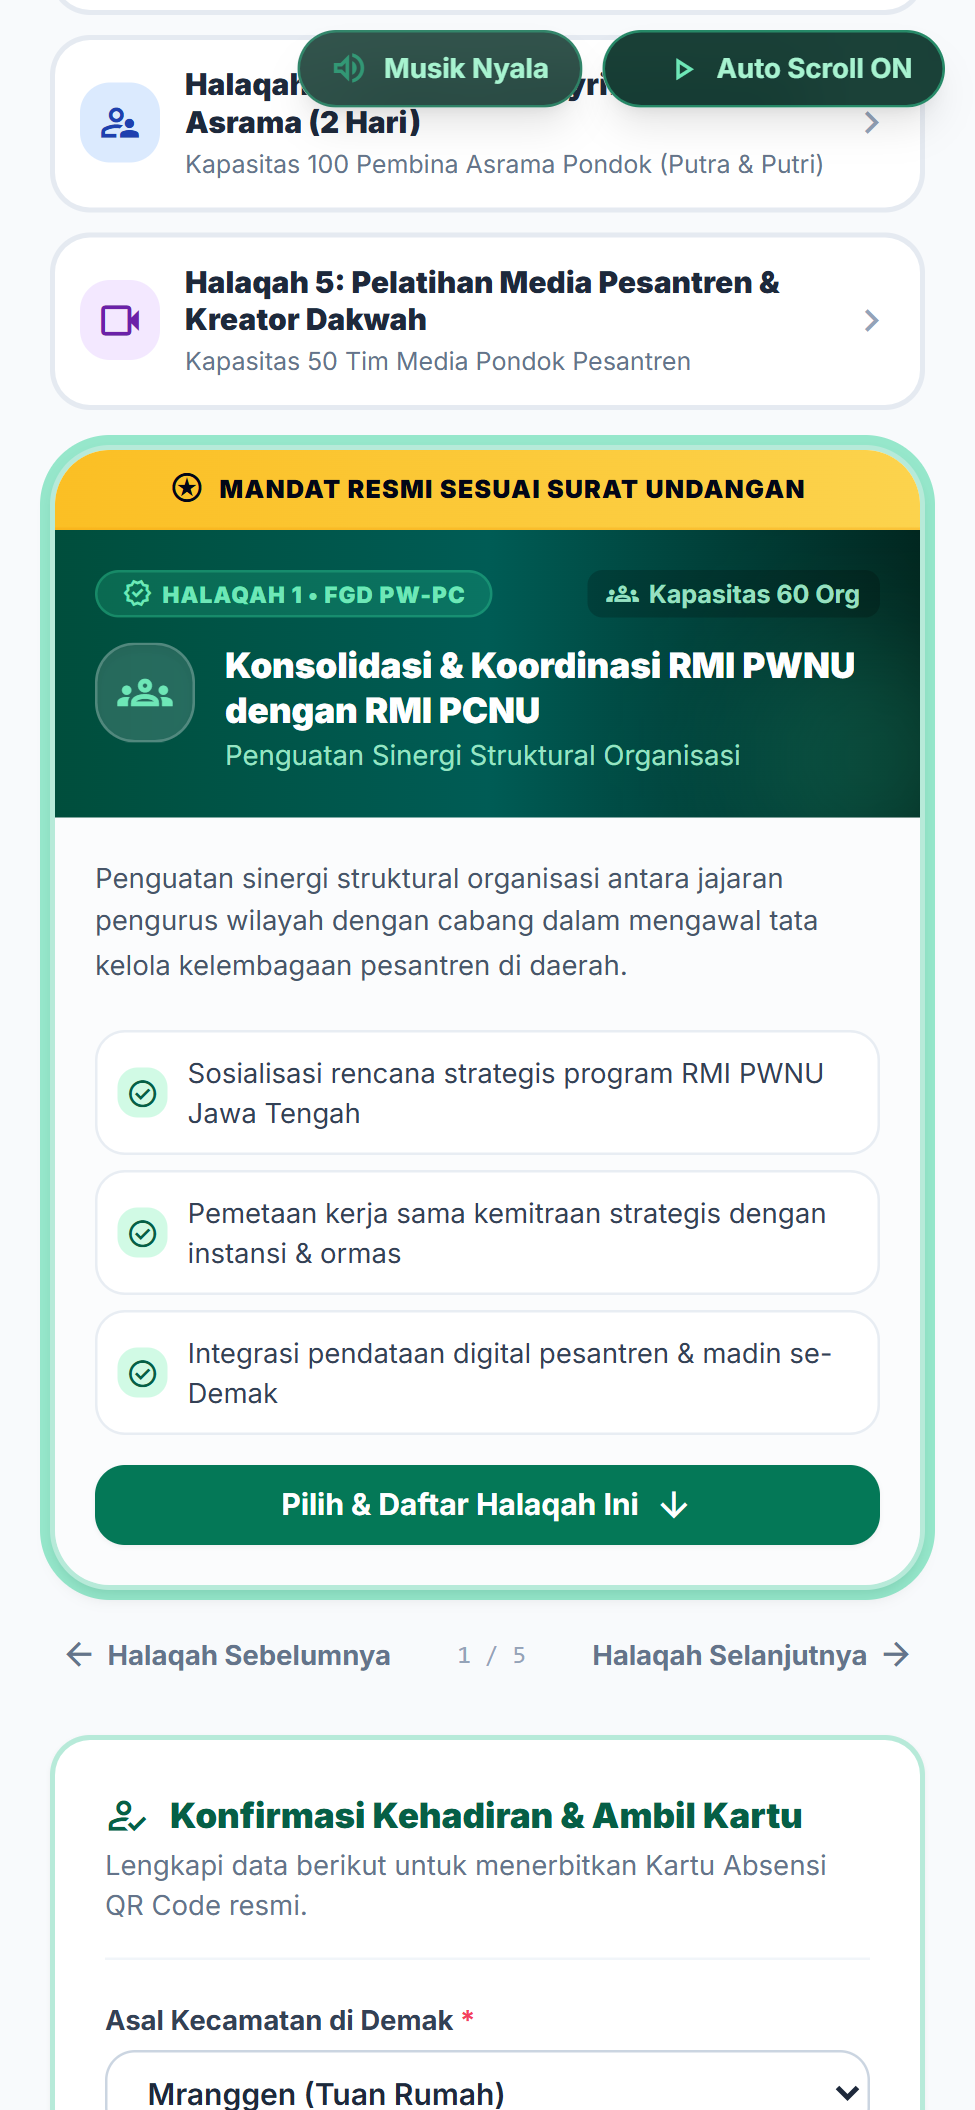 Musik Nyala
Auto Scroll ON
Halaqah
Asrama (2 Hari)
Kapasitas 100 Pembina Asrama Pondok (Putra & Putri)
Halaqah 5: Pelatihan Media Pesantren &
Kreator Dakwah
Kapasitas 50 Tim Media Pondok Pesantren
MANDAT RESMI SESUAI SURAT UNDANGAN
HALAQAH 1 • FGD PW-PC
Kapasitas 60 Org
Konsolidasi & Koordinasi RMI PWNU
dengan RMI PCNU
Penguatan Sinergi Struktural Organisasi
Penguatan sinergi struktural organisasi antara jajaran
pengurus wilayah dengan cabang dalam mengawal tata
kelola kelembagaan pesantren di daerah.
Sosialisasi rencana strategis program RMI PWNU
Jawa Tengah
Pemetaan kerja sama kemitraan strategis dengan
instansi & ormas
Integrasi pendataan digital pesantren & madin se-
Demak
Pilih & Daftar Halaqah Ini
Halaqah Sebelumnya
1 / 5
Halaqah Selanjutnya
Konfirmasi Kehadiran & Ambil Kartu
Lengkapi data berikut untuk menerbitkan Kartu Absensi
QR Code resmi.
Asal Kecamatan di Demak *
Mranggen (Tuan Rumah)